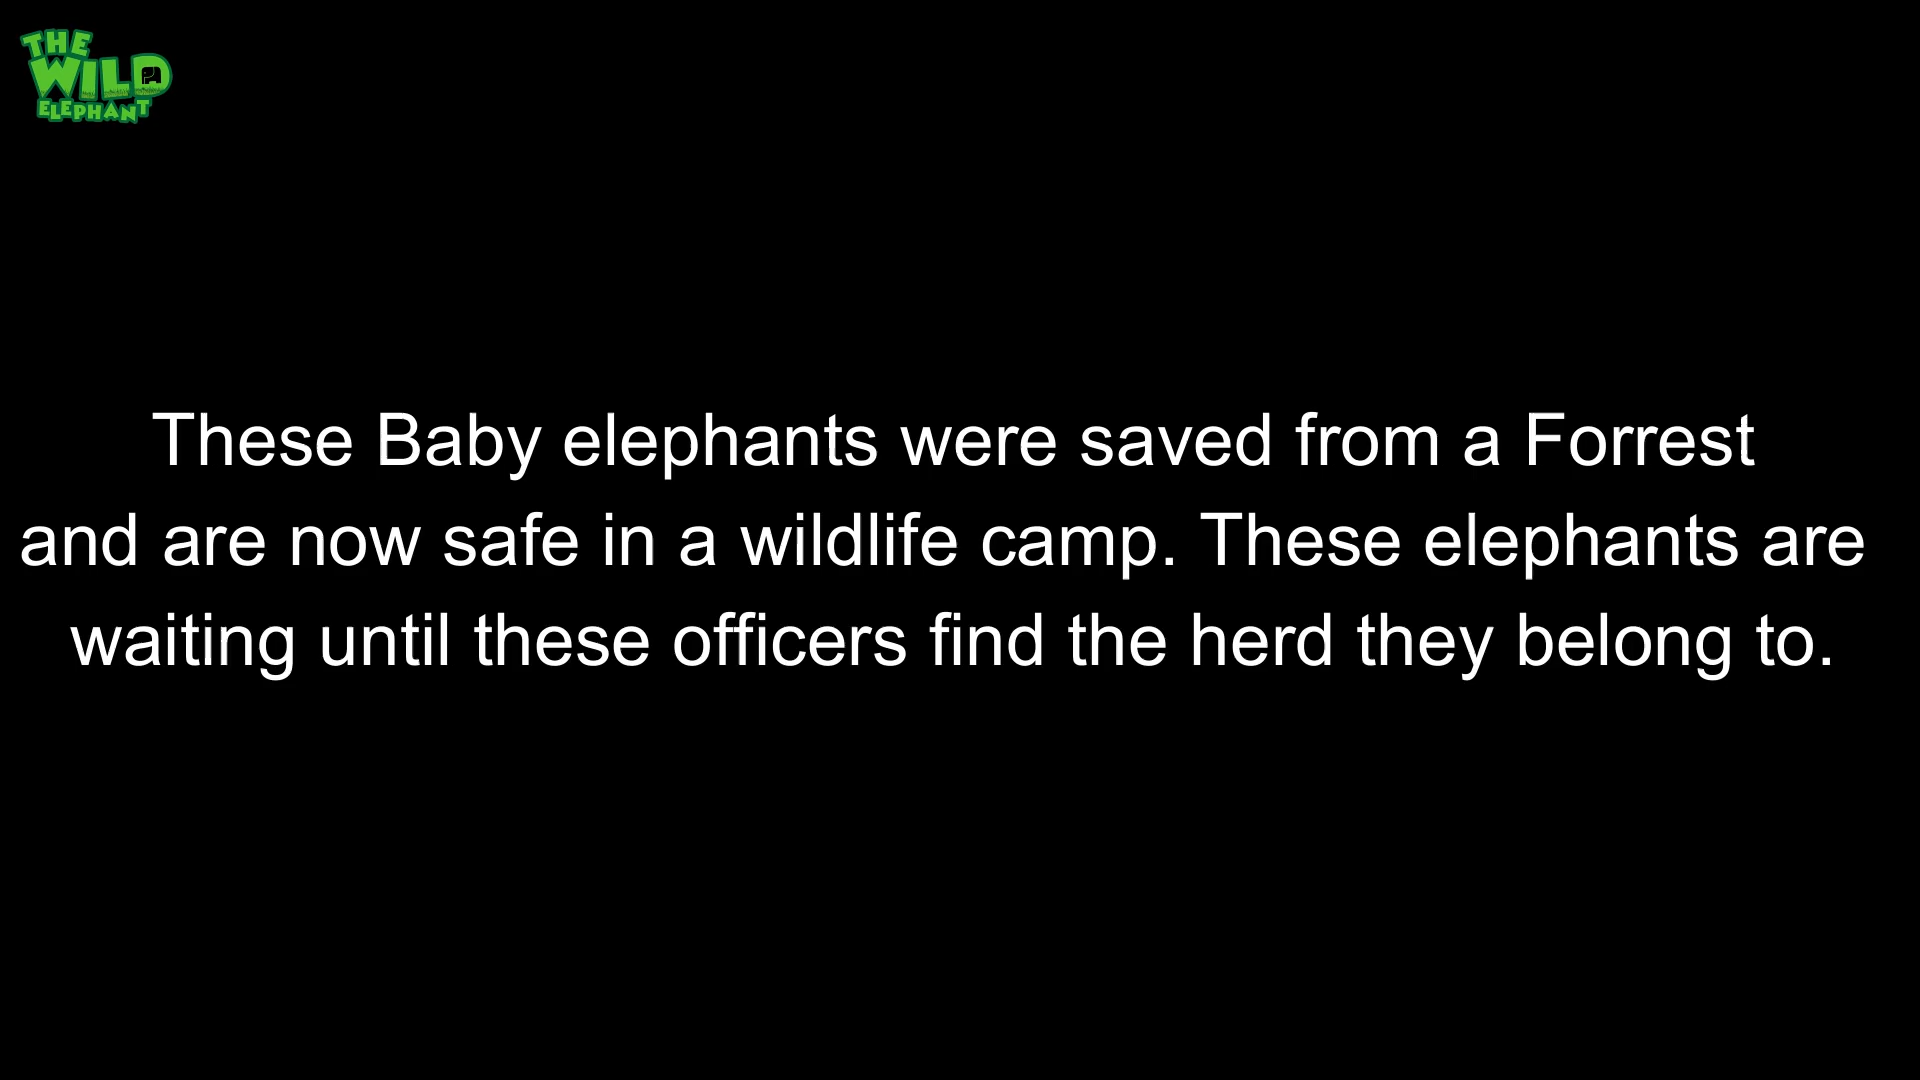 THE
WILD
ELEPHANT
These Baby elephants were saved from a Forrest
and are now safe in a wildlife camp. These elephants are
waiting until these officers find the herd they belong to.